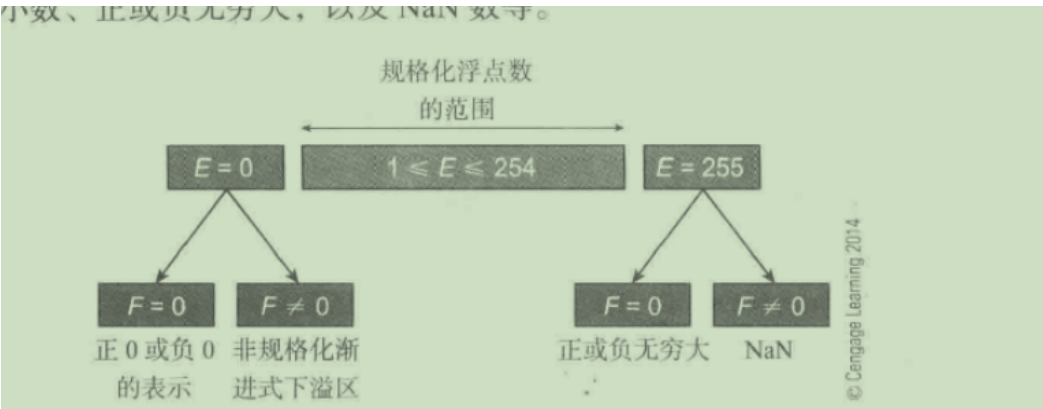 小数、正或负无穷大，以及 NaN 数等。
规格化浮点数
的范围
E = 0
1 ≤ E ≤ 254
E = 255
F = 0
F ≠ 0
F = 0
F ≠ 0
正 0 或负 0
的表示
非规格化渐
进式下溢区
正或负无穷大
NaN
© Cengage Learning 2014